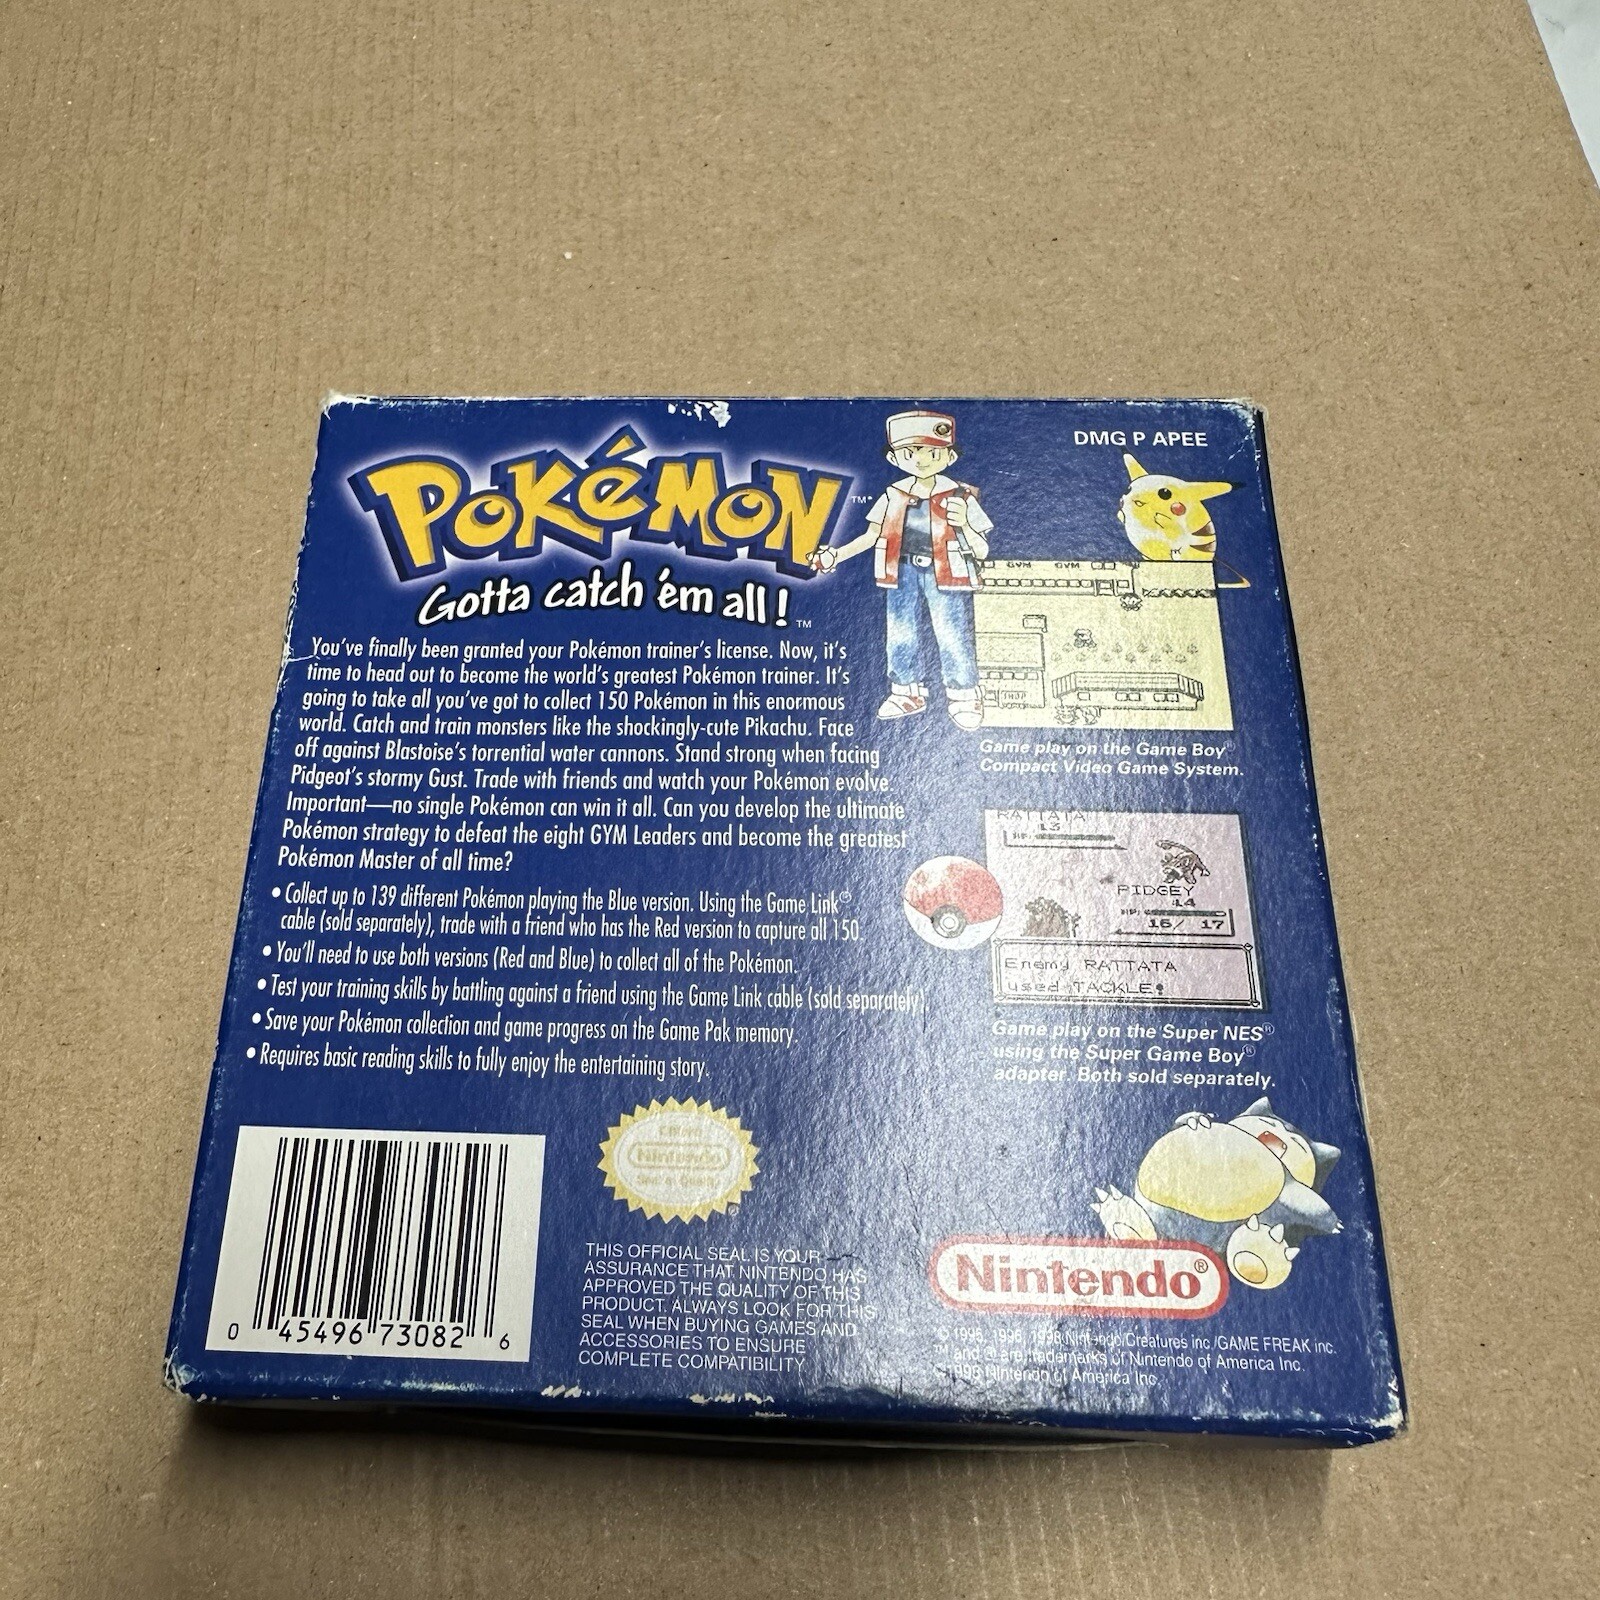 DMG P APEE
Pokémon
TM
Gotta catch 'em all!
TM
You've finally been granted your Pokémon trainer's license. Now, it's
time to head out to become the world's greatest Pokémon trainer. It's
going to take all you've got to collect 150 Pokémon in this enormous
world. Catch and train monsters like the shockingly-cute Pikachu. Face
off against Blastoise's torrential water cannons. Stand strong when facing
Pidgeot's stormy Gust. Trade with friends and watch your Pokémon evolve.
Important—no single Pokémon can win it all. Can you develop the ultimate
Pokémon strategy to defeat the eight GYM Leaders and become the greatest
Pokémon Master of all time?
• Collect up to 139 different Pokémon playing the Blue version. Using the Game Link®
cable (sold separately), trade with a friend who has the Red version to capture all 150.
• You'll need to use both versions (Red and Blue) to collect all of the Pokémon.
• Test your training skills by battling against a friend using the Game Link cable (sold separately).
• Save your Pokémon collection and game progress on the Game Pak memory.
• Requires basic reading skills to fully enjoy the entertaining story.
GYM GYM
SHOP
Game play on the Game Boy®
Compact Video Game System.
RATTATA
:L3
HP:
PIDGEY
:L4
HP:
16/ 17
Enemy RATTATA
used TACKLE!
Game play on the Super NES®
using the Super Game Boy®
adapter. Both sold separately.
0 45496 73082 6
Nintendo
Seal of Quality
®
THIS OFFICIAL SEAL IS YOUR
ASSURANCE THAT NINTENDO HAS
APPROVED THE QUALITY OF THIS
PRODUCT. ALWAYS LOOK FOR THIS
SEAL WHEN BUYING GAMES AND
ACCESSORIES TO ENSURE
COMPLETE COMPATIBILITY
Nintendo®
© 1995, 1996, 1998 Nintendo/Creatures inc./GAME FREAK inc.
TM and ® are trademarks of Nintendo of America Inc.
©1998 Nintendo of America Inc.